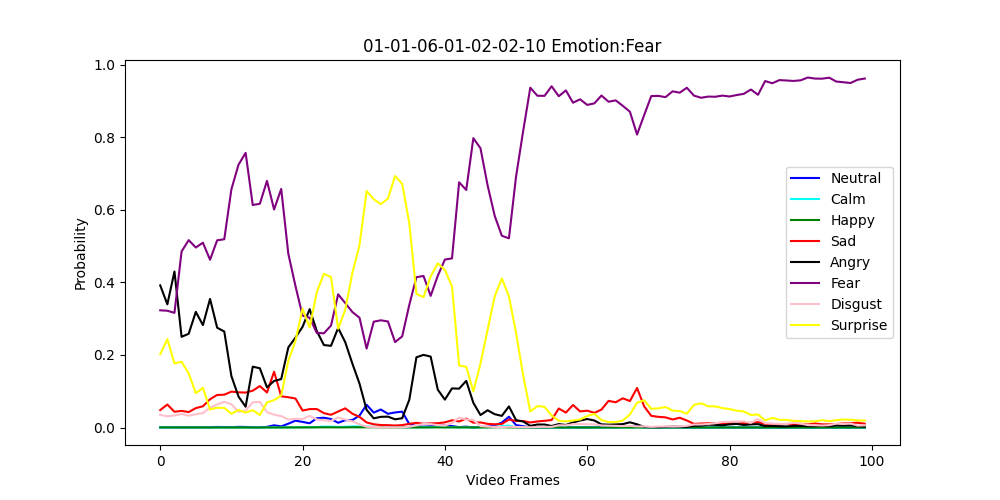 01-01-06-01-02-02-10 Emotion:Fear
Probability
1.0
0.8
0.6
0.4
0.2
0.0
0
20
40
60
80
100
Video Frames
Neutral
Calm
Happy
Sad
Angry
Fear
Disgust
Surprise